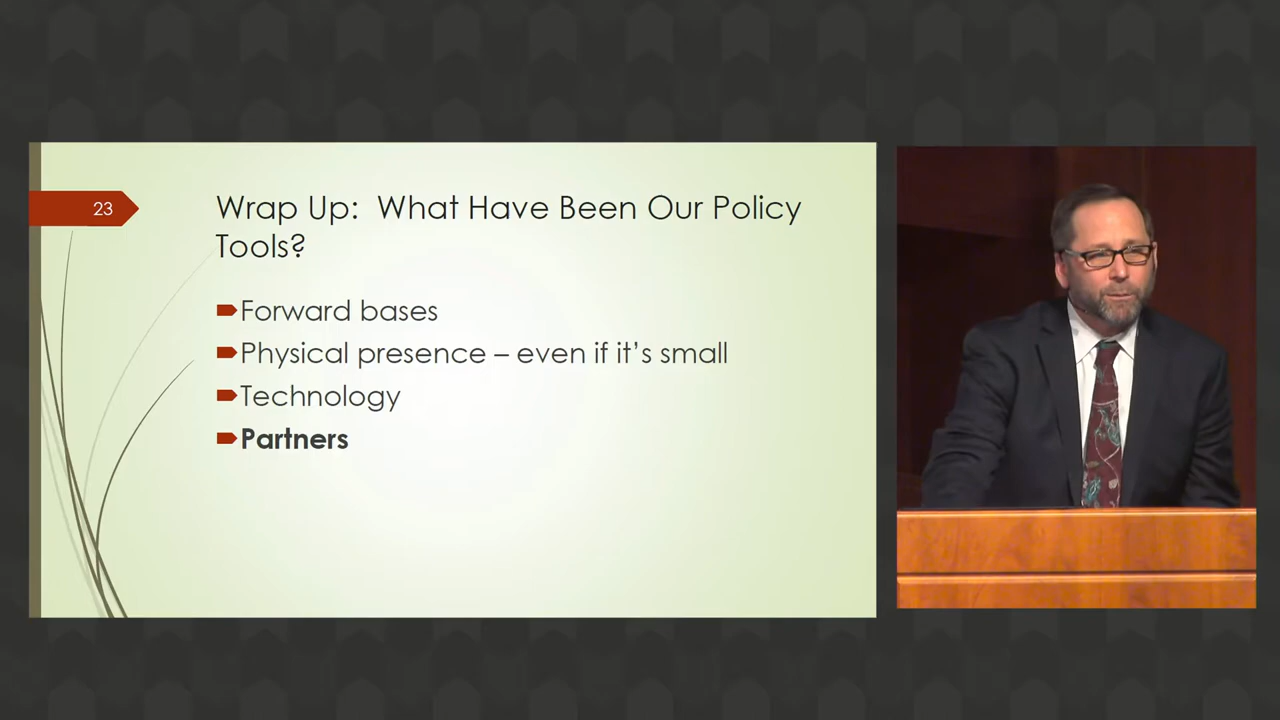 23
Wrap Up:  What Have Been Our Policy
Tools?
Forward bases
Physical presence – even if it’s small
Technology
Partners